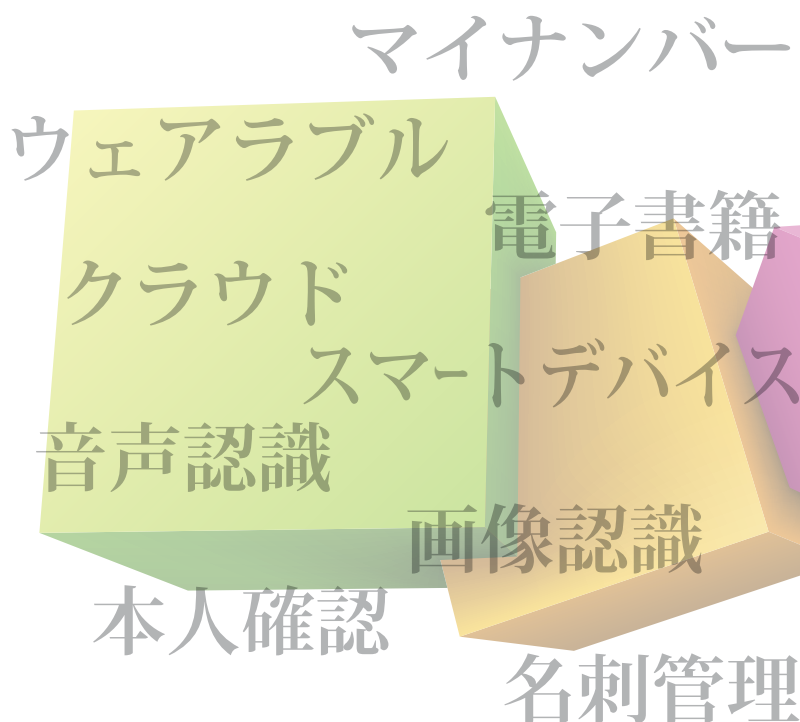 マイナンバー
ウェアラブル
電子書籍
クラウド
スマートデバイス
音声認識
画像認識
本人確認
名刺管理